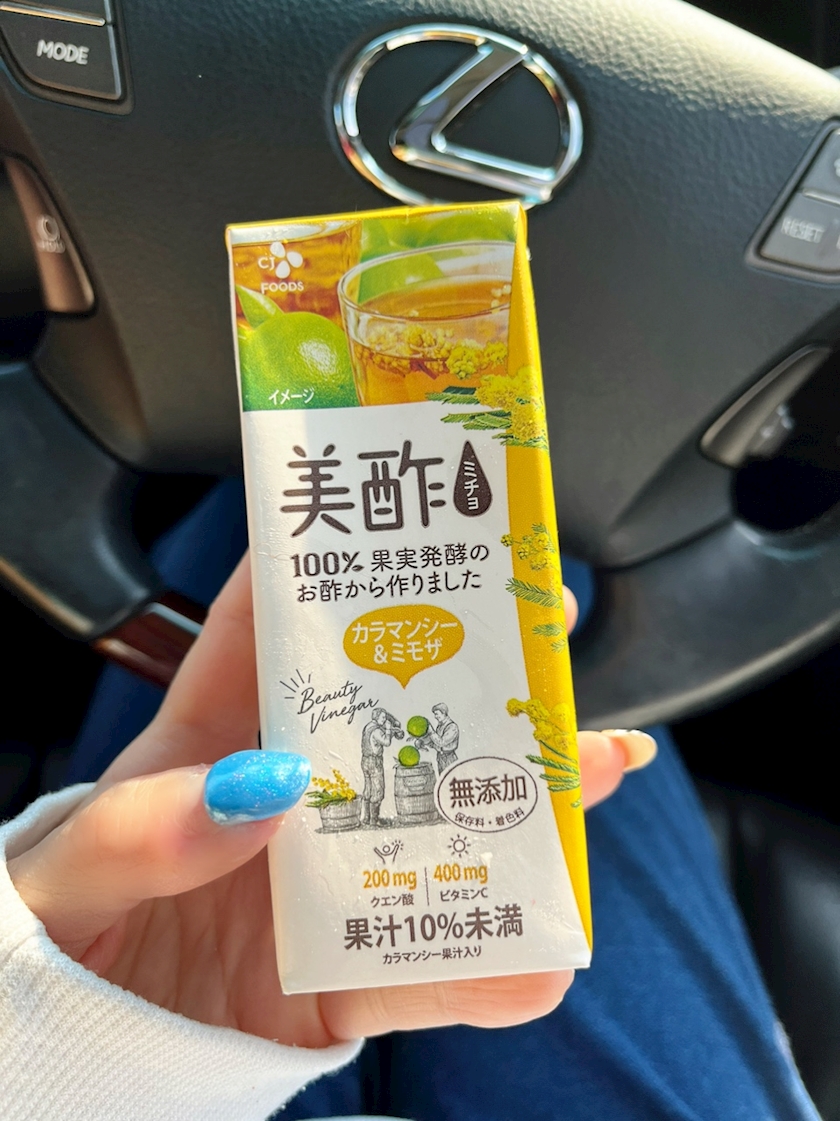 MODE
RESET
CJ
FOODS
イメージ
美酢
ミチョ
100% 果実発酵の
お酢から作りました
カラマンシー
&ミモザ
Beauty
Vinegar
無添加
保存料・着色料
200mg 400mg
クエン酸 ビタミンC
果汁10%未満
カラマンシー果汁入り